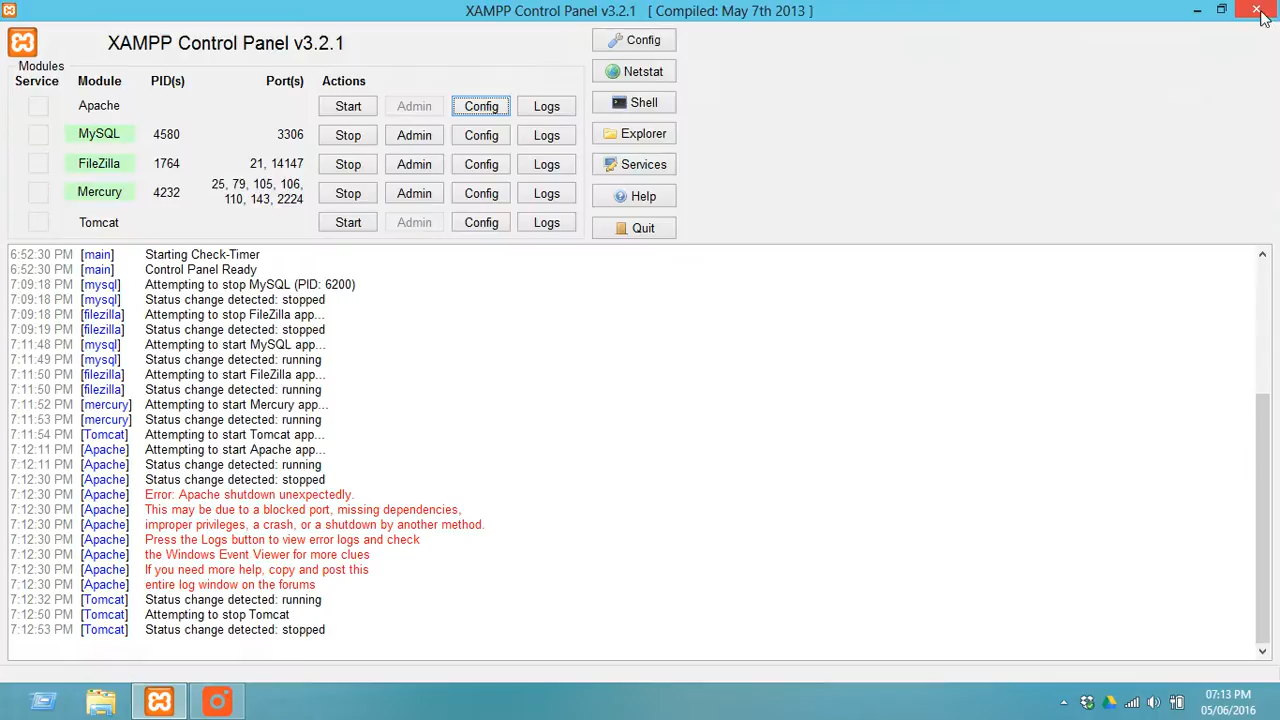 XAMPP Control Panel v3.2.1 [ Compiled: May 7th 2013 ]
XAMPP Control Panel v3.2.1
Config
Modules
Service Module PID(s) Port(s) Actions
Netstat
Apache Start Admin Config Logs
Shell
MySQL 4580 3306 Stop Admin Config Logs
Explorer
FileZilla 1764 21, 14147 Stop Admin Config Logs
Services
Mercury 4232 25, 79, 105, 106,
110, 143, 2224 Stop Admin Config Logs
Help
Tomcat Start Admin Config Logs
Quit
6:52:30 PM [main] Starting Check-Timer
6:52:30 PM [main] Control Panel Ready
7:09:18 PM [mysql] Attempting to stop MySQL (PID: 6200)
7:09:18 PM [mysql] Status change detected: stopped
7:09:18 PM [filezilla] Attempting to stop FileZilla app...
7:09:19 PM [filezilla] Status change detected: stopped
7:11:48 PM [mysql] Attempting to start MySQL app...
7:11:49 PM [mysql] Status change detected: running
7:11:50 PM [filezilla] Attempting to start FileZilla app...
7:11:50 PM [filezilla] Status change detected: running
7:11:52 PM [mercury] Attempting to start Mercury app...
7:11:53 PM [mercury] Status change detected: running
7:11:54 PM [Tomcat] Attempting to start Tomcat app...
7:12:11 PM [Apache] Attempting to start Apache app...
7:12:11 PM [Apache] Status change detected: running
7:12:30 PM [Apache] Status change detected: stopped
7:12:30 PM [Apache] Error: Apache shutdown unexpectedly.
7:12:30 PM [Apache] This may be due to a blocked port, missing dependencies,
7:12:30 PM [Apache] improper privileges, a crash, or a shutdown by another method.
7:12:30 PM [Apache] Press the Logs button to view error logs and check
7:12:30 PM [Apache] the Windows Event Viewer for more clues
7:12:30 PM [Apache] If you need more help, copy and post this
7:12:30 PM [Apache] entire log window on the forums
7:12:32 PM [Tomcat] Status change detected: running
7:12:50 PM [Tomcat] Attempting to stop Tomcat
7:12:53 PM [Tomcat] Status change detected: stopped
07:13 PM
05/06/2016